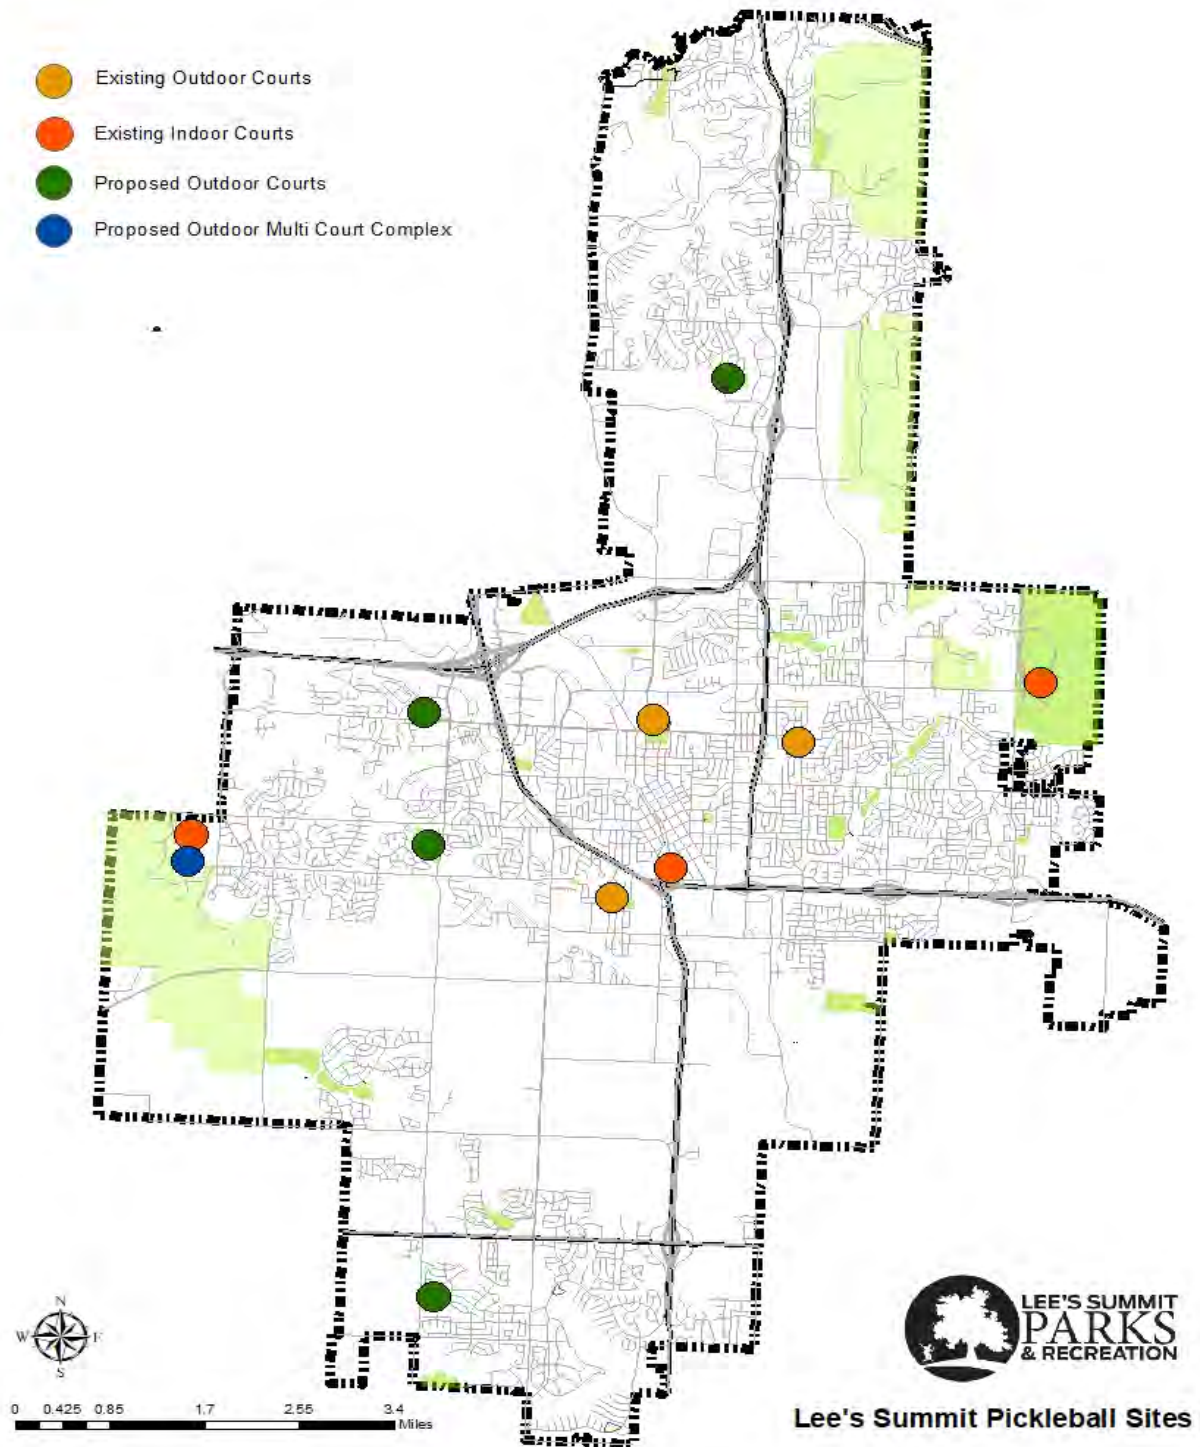 Existing Outdoor Courts
Existing Indoor Courts
Proposed Outdoor Courts
Proposed Outdoor Multi Court Complex
N
W E
S
0 0.425 0.85 1.7 2.55 3.4
Miles
LEE'S SUMMIT
PARKS
& RECREATION
Lee's Summit Pickleball Sites